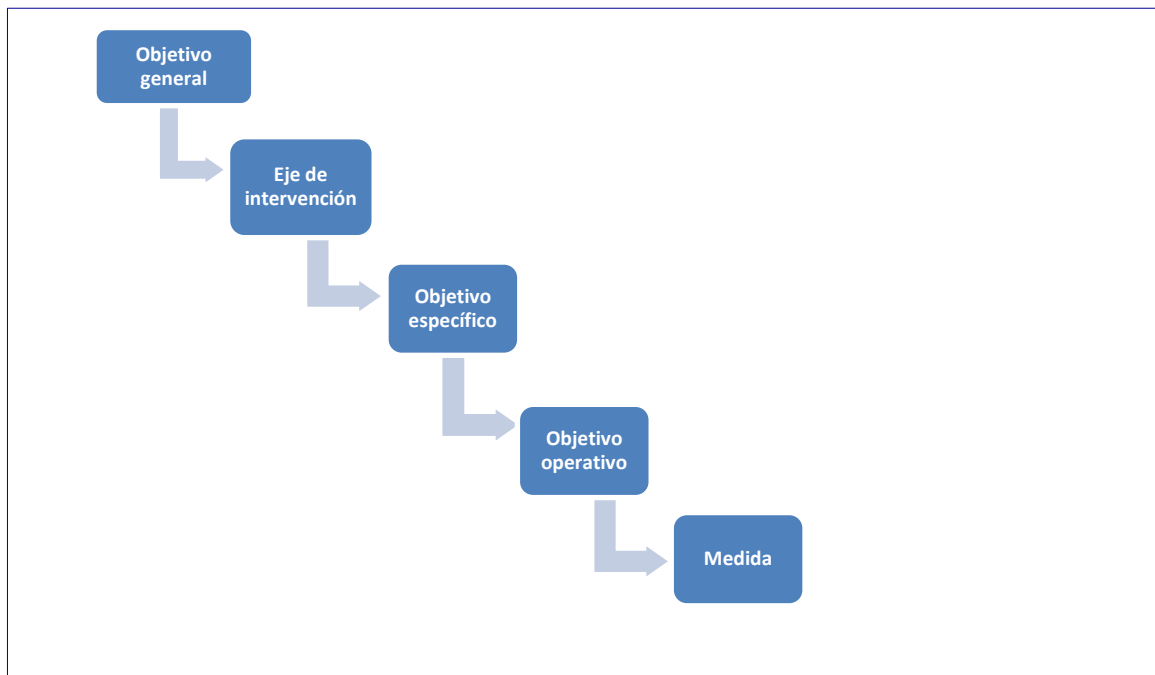 Objetivo
general
Eje de
intervención
Objetivo
específico
Objetivo
operativo
Medida